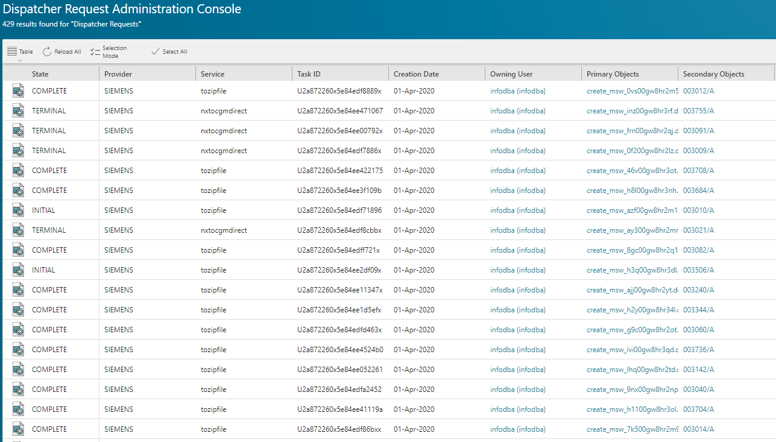 Dispatcher Request Administration Console
429 results found for "Dispatcher Requests"
Table Reload All Selection Mode Select All
State Provider Service Task ID Creation Date Owning User Primary Objects Secondary Objects
COMPLETE SIEMENS tozipfile U2a872260x5e84edf8889x 01-Apr-2020 infodba (infodba) create_msw_0vs00gw8hr2m5 003012/A
TERMINAL SIEMENS nxtocgmdirect U2a872260x5e84ee471067 01-Apr-2020 infodba (infodba) create_msw_inz00gw8hr3rf.d 003755/A
TERMINAL SIEMENS nxtocgmdirect U2a872260x5e84ee00792x 01-Apr-2020 infodba (infodba) create_msw_frn00gw8hr2qj.d 003091/A
TERMINAL SIEMENS nxtocgmdirect U2a872260x5e84edf7886x 01-Apr-2020 infodba (infodba) create_msw_0f200gw8hr2lz.d 003009/A
COMPLETE SIEMENS tozipfile U2a872260x5e84ee422175 01-Apr-2020 infodba (infodba) create_msw_46v00gw8hr3ot. 003708/A
COMPLETE SIEMENS tozipfile U2a872260x5e84ee3f109b 01-Apr-2020 infodba (infodba) create_msw_h8l00gw8hr3nh. 003684/A
INITIAL SIEMENS tozipfile U2a872260x5e84edf71896 01-Apr-2020 infodba (infodba) create_msw_azf00gw8hr2m1 003010/A
TERMINAL SIEMENS nxtocgmdirect U2a872260x5e84edf8cbbx 01-Apr-2020 infodba (infodba) create_msw_ay300gw8hr2mr 003021/A
COMPLETE SIEMENS tozipfile U2a872260x5e84edff721x 01-Apr-2020 infodba (infodba) create_msw_8gc00gw8hr2q1 003082/A
INITIAL SIEMENS tozipfile U2a872260x5e84ee2df09x 01-Apr-2020 infodba (infodba) create_msw_h3q00gw8hr3dl. 003506/A
COMPLETE SIEMENS tozipfile U2a872260x5e84ee11347x 01-Apr-2020 infodba (infodba) create_msw_ajj00gw8hr2yt.d 003240/A
COMPLETE SIEMENS tozipfile U2a872260x5e84ee1d5efx 01-Apr-2020 infodba (infodba) create_msw_h2y00gw8hr34l. 003344/A
COMPLETE SIEMENS tozipfile U2a872260x5e84edfd463x 01-Apr-2020 infodba (infodba) create_msw_g9c00gw8hr2ot. 003060/A
COMPLETE SIEMENS tozipfile U2a872260x5e84ee4524b0 01-Apr-2020 infodba (infodba) create_msw_ivi00gw8hr3qd.c 003736/A
COMPLETE SIEMENS tozipfile U2a872260x5e84ee052261 01-Apr-2020 infodba (infodba) create_msw_lhq00gw8hr2td.c 003142/A
COMPLETE SIEMENS tozipfile U2a872260x5e84edfa2452 01-Apr-2020 infodba (infodba) create_msw_9nx00gw8hr2np 003040/A
COMPLETE SIEMENS tozipfile U2a872260x5e84ee41119a 01-Apr-2020 infodba (infodba) create_msw_h1100gw8hr3ol. 003704/A
COMPLETE SIEMENS tozipfile U2a872260x5e84edf86bxx 01-Apr-2020 infodba (infodba) create_msw_7k500gw8hr2m9 003014/A